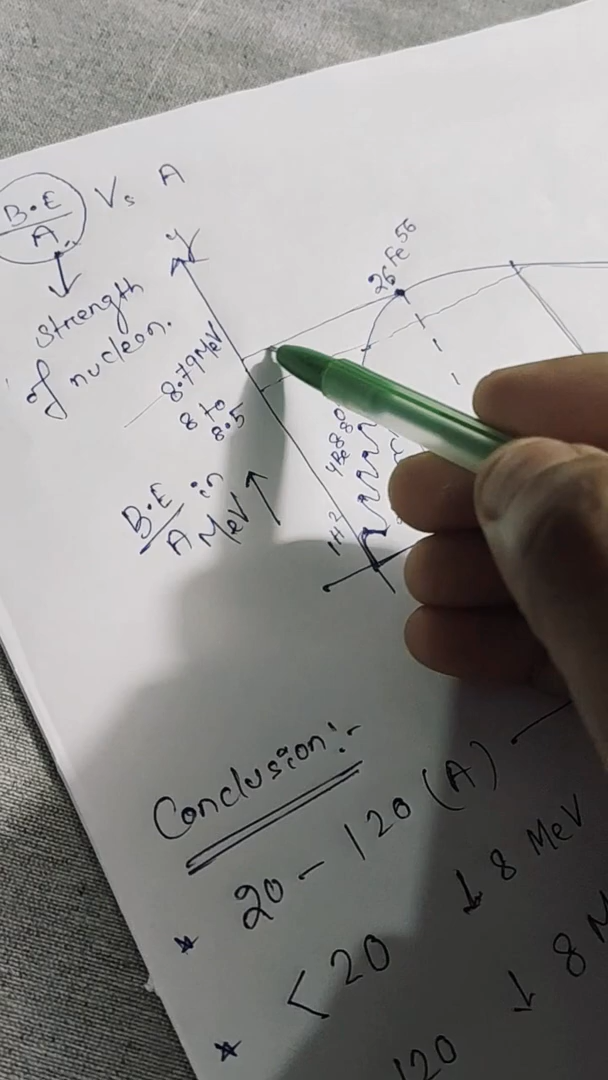 B.E/A Vs A
strength
of nucleon.
y
26Fe56
8.79MeV
8 to
8.5
B.E/A in
MeV
1H2
Conclusion:-
20 - 120 (A)
< 20 ↓ 8 MeV
120 ↓ 8 M